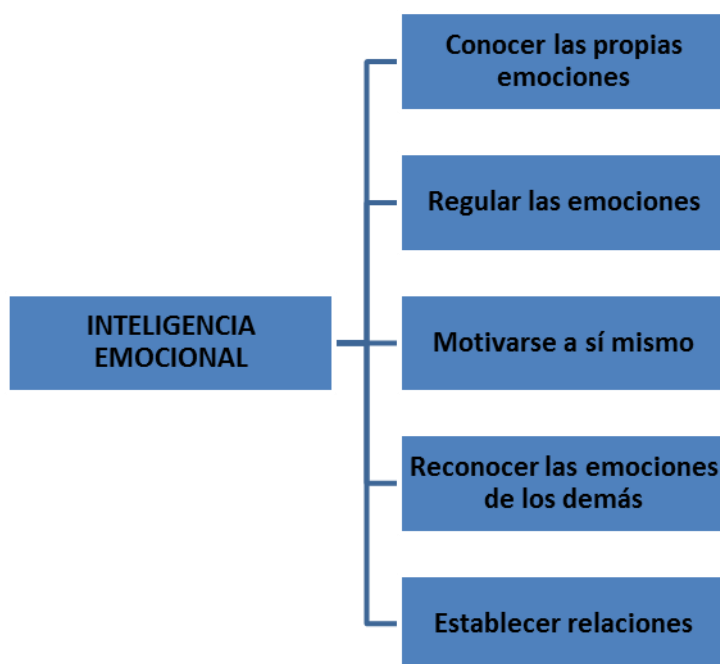 Conocer las propias
emociones
Regular las emociones
INTELIGENCIA
EMOCIONAL
Motivarse a sí mismo
Reconocer las emociones
de los demás
Establecer relaciones